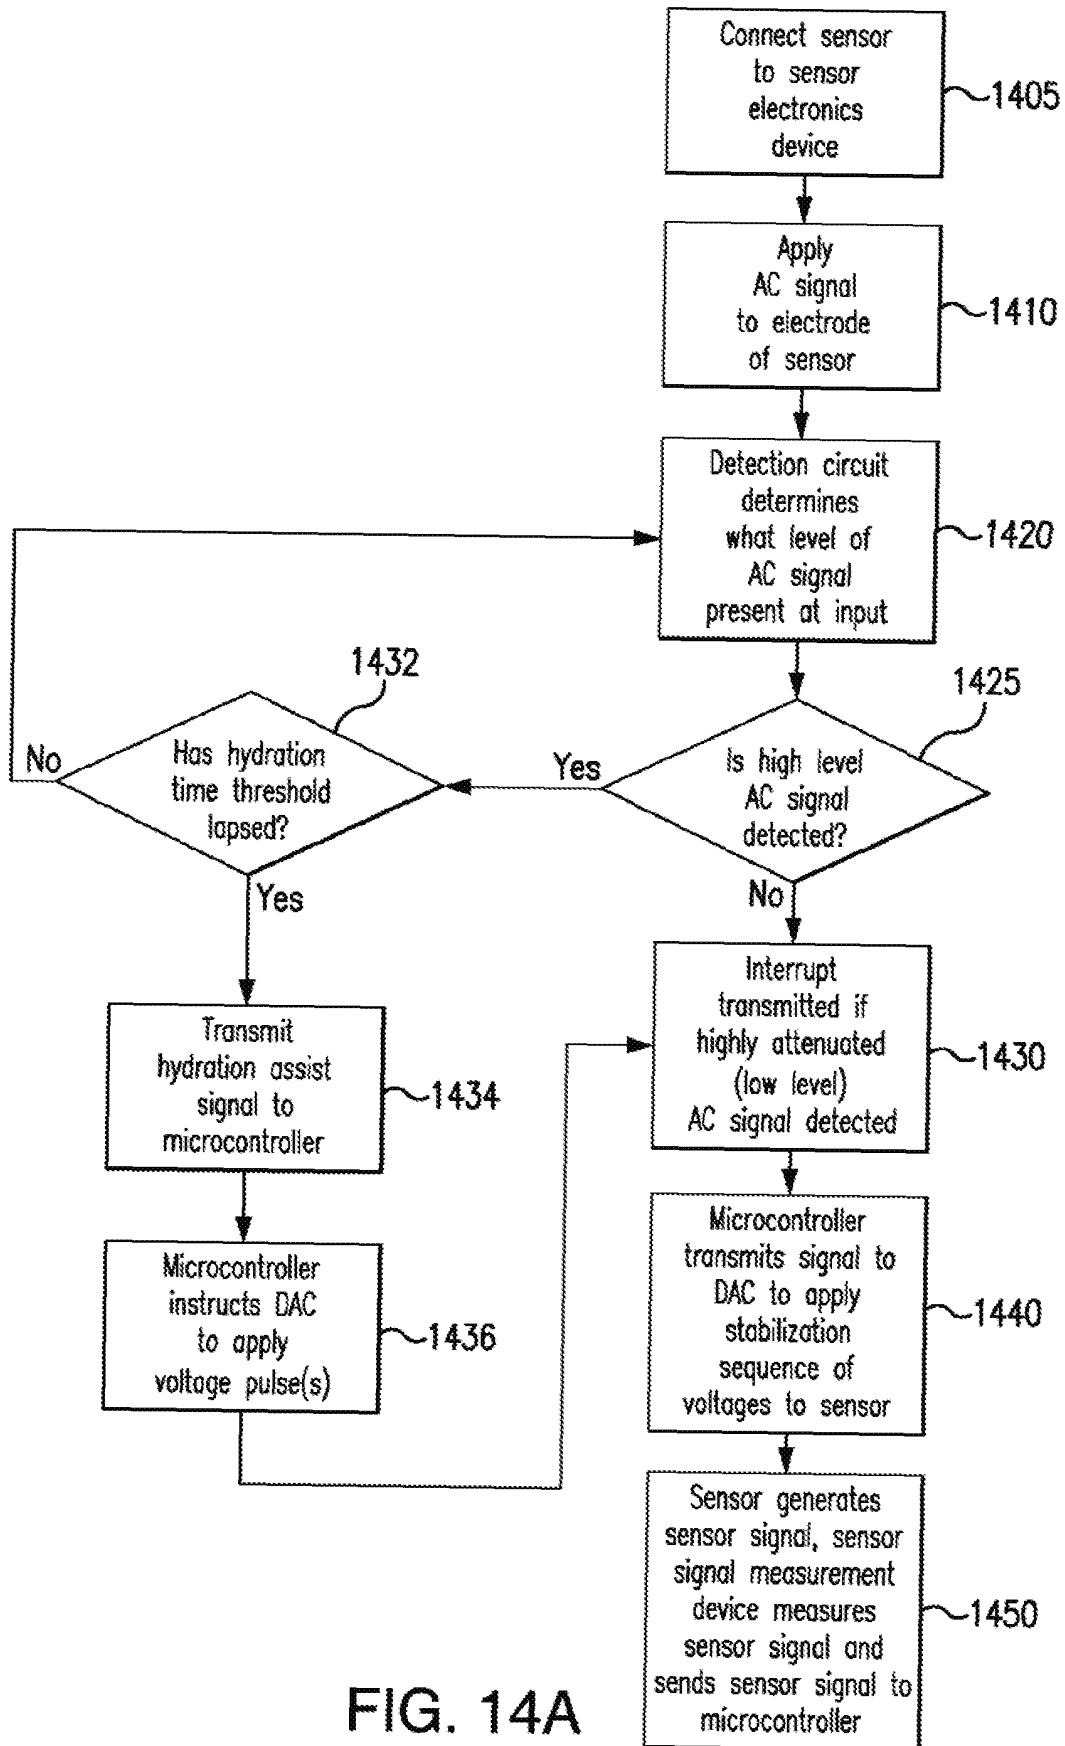 Connect sensor
to sensor
electronics
device
1405
Apply
AC signal
to electrode
of sensor
1410
Detection circuit
determines
what level of
AC signal
present at input
1420
1432
1425
No
Has hydration
time threshold
lapsed?
Yes
Is high level
AC signal
detected?
Yes
No
Interrupt
transmitted if
highly attenuated
(low level)
AC signal detected
1430
Transmit
hydration assist
signal to
microcontroller
1434
Microcontroller
instructs DAC
to apply
voltage pulse(s)
1436
Microcontroller
transmits signal to
DAC to apply
stabilization
sequence of
voltages to sensor
1440
Sensor generates
sensor signal, sensor
signal measurement
device measures
sensor signal and
sends sensor signal to
microcontroller
1450
FIG. 14A